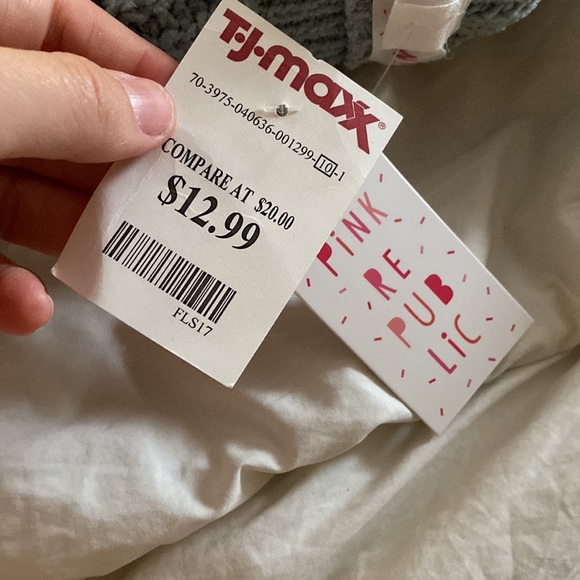 T·J·maxx®
70-3975-040636-001299-10-1
COMPARE AT $20.00
$12.99
FLS17
PiNK
RE
PUB
LiC